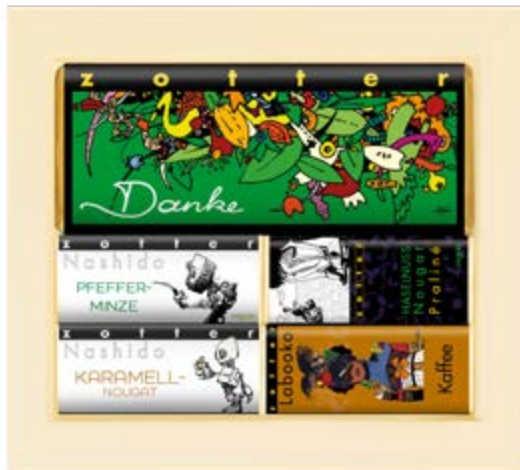 zotter
Danke
zotter
Nashido
PFEFFER-
MINZE
zotter
HASELNUSS
Nougat
Praliné
zotter
Nashido
KARAMELL-
NOUGAT
zotter
Labooko
Kaffee